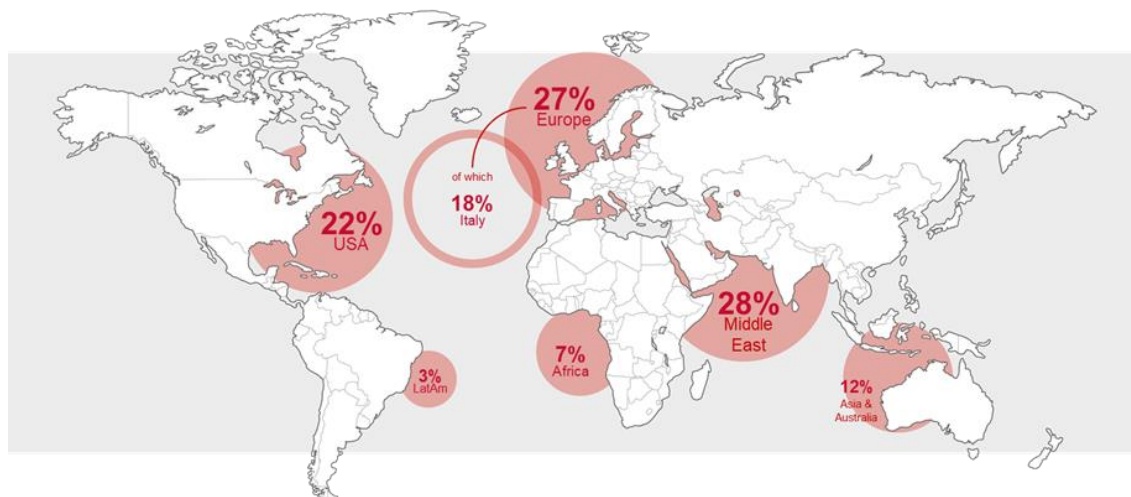 27%
Europe
of which
18%
Italy
22%
USA
28%
Middle
East
7%
Africa
3%
LatAm
12%
Asia &
Australia